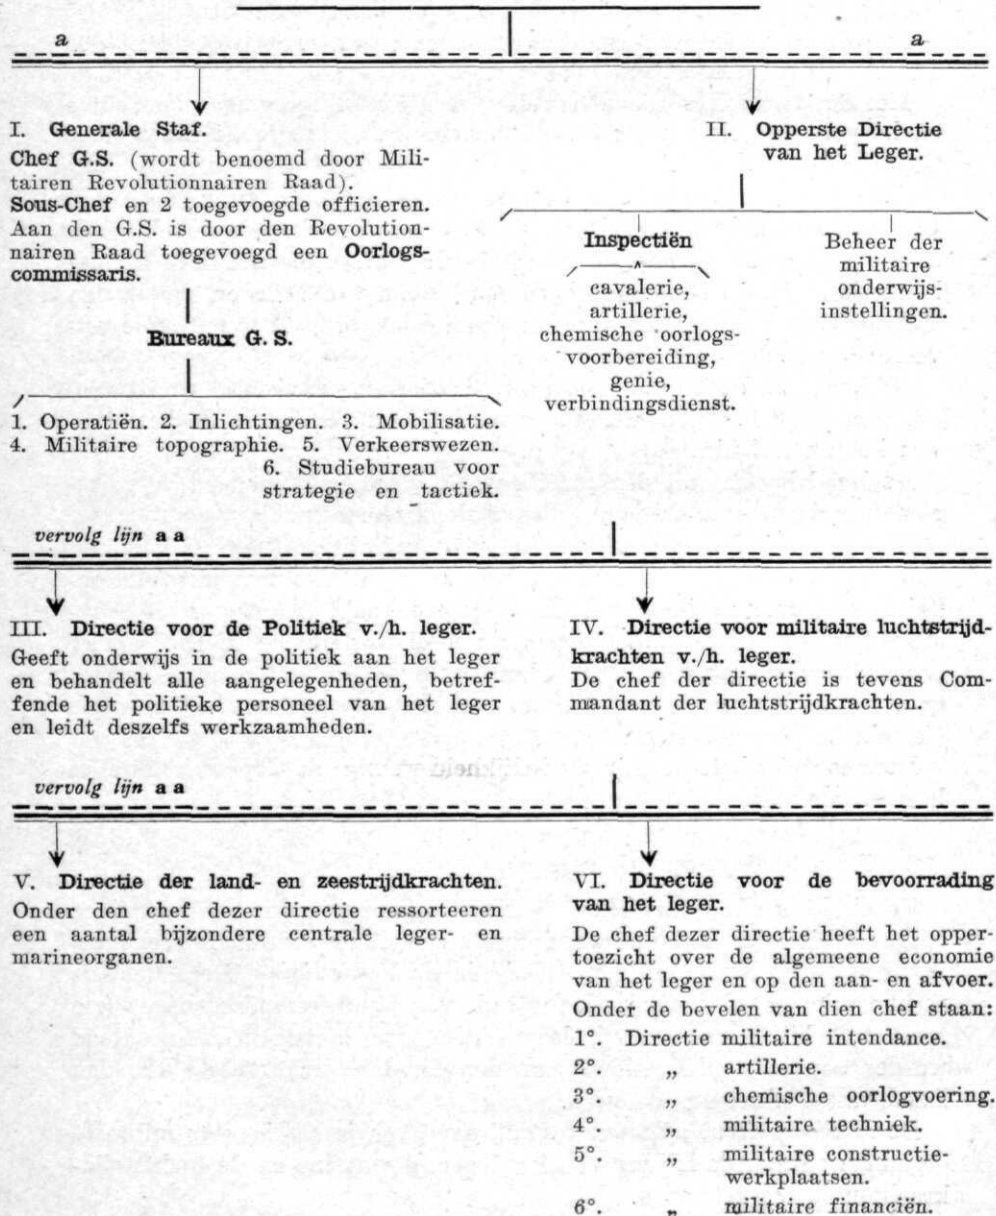 a a
I. Generale Staf.
Chef G.S. (wordt benoemd door Mili-
tairen Revolutionnairen Raad).
Sous-Chef en 2 toegevoegde officieren.
Aan den G.S. is door den Revolution-
nairen Raad toegevoegd een Oorlogs-
commissaris.
Bureaux G. S.
1. Operatiën. 2. Inlichtingen. 3. Mobilisatie.
4. Militaire topographie. 5. Verkeerswezen.
6. Studiebureau voor
strategie en tactiek.
II. Opperste Directie
van het Leger.
Inspectiën
cavalerie,
artillerie,
chemische oorlogs-
voorbereiding,
genie,
verbindingsdienst.
Beheer der
militaire
onderwijs-
instellingen.
vervolg lijn a a
III. Directie voor de Politiek v./h. leger.
Geeft onderwijs in de politiek aan het leger
en behandelt alle aangelegenheden, betref-
fende het politieke personeel van het leger
en leidt deszelfs werkzaamheden.
IV. Directie voor militaire luchtstrijd-
krachten v./h. leger.
De chef der directie is tevens Com-
mandant der luchtstrijdkrachten.
vervolg lijn a a
V. Directie der land- en zeestrijdkrachten.
Onder den chef dezer directie ressorteeren
een aantal bijzondere centrale leger- en
marineorganen.
VI. Directie voor de bevoorrading
van het leger.
De chef dezer directie heeft het opper-
toezicht over de algemeene economie
van het leger en op den aan- en afvoer.
Onder de bevelen van dien chef staan:
1°. Directie militaire intendance.
2°. „ artillerie.
3°. „ chemische oorlogvoering.
4°. „ militaire techniek.
5°. „ militaire constructie-
werkplaatsen.
6°. „ militaire financiën.